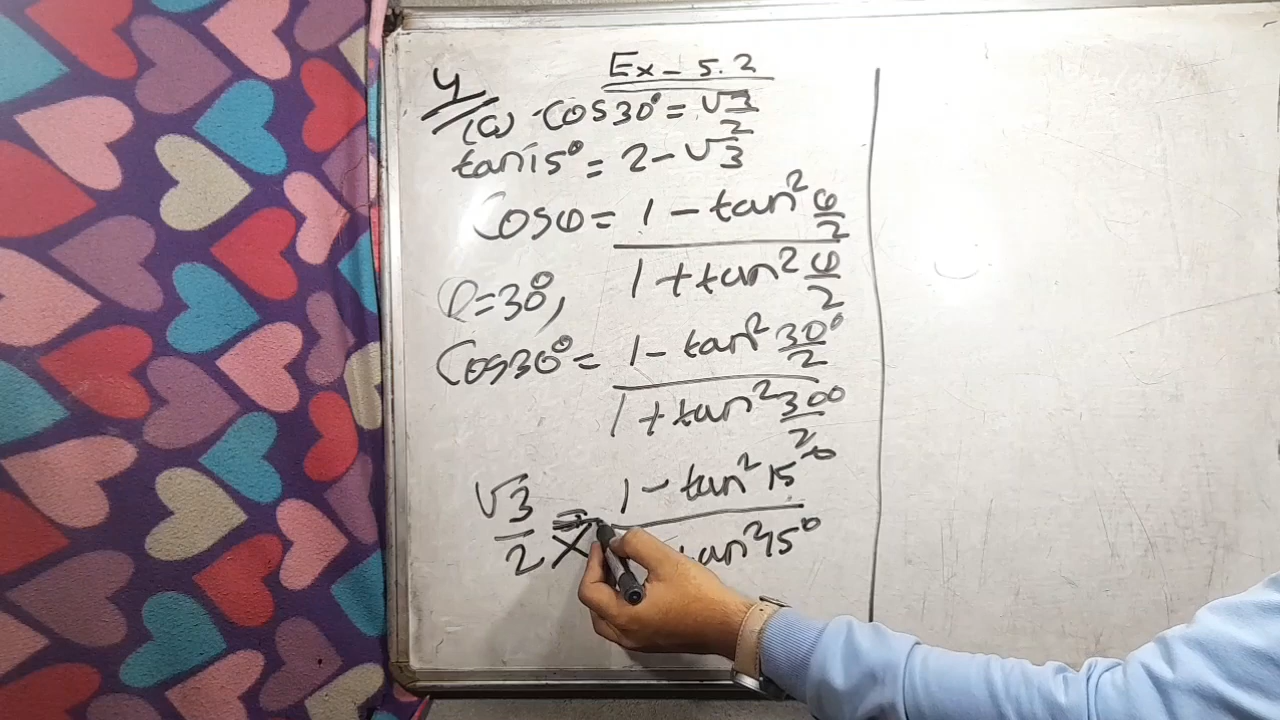 Ex - 5.2
4
(a) cos30° = √3/2
tan15° = 2 - √3
Cosθ = 1 - tan² θ/2
1 + tan² θ/2
θ = 30°,
Cos30° = 1 - tan² 30°/2
1 + tan² 30°/2
√3/2 = 1 - tan² 15°
tan² 15°